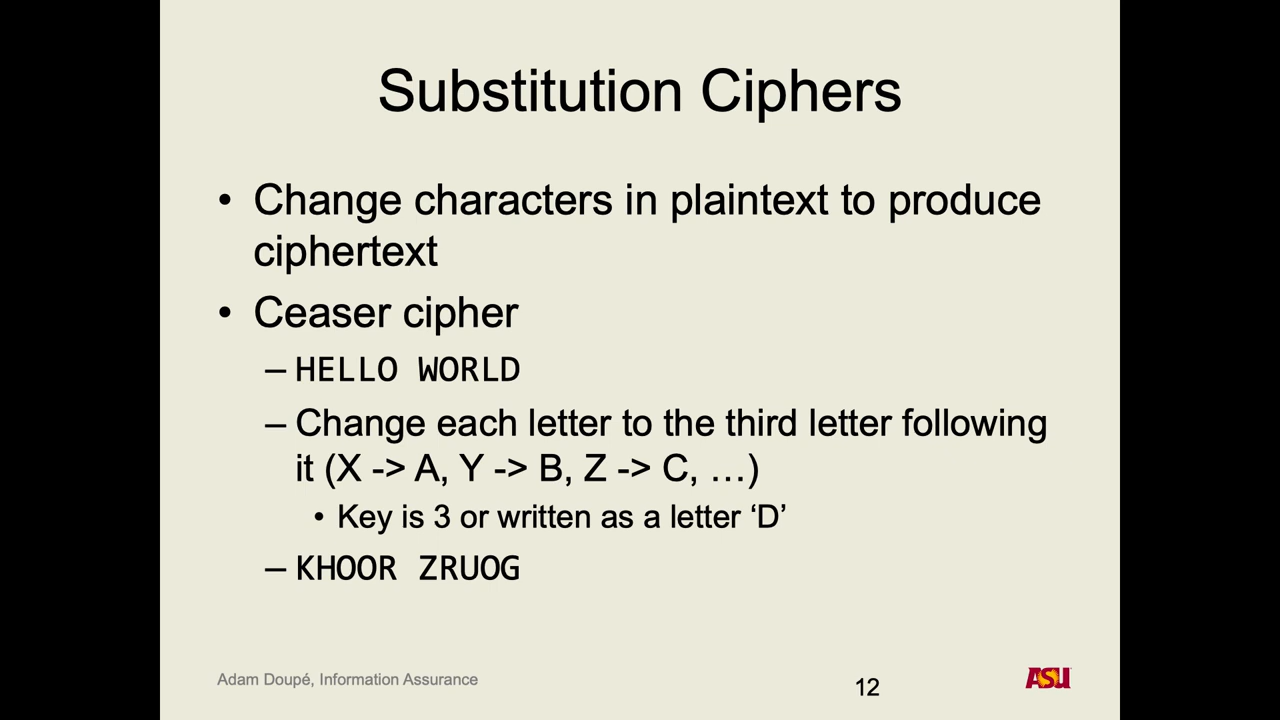 Substitution Ciphers
• Change characters in plaintext to produce
ciphertext
• Ceaser cipher
– HELLO WORLD
– Change each letter to the third letter following
it (X -> A, Y -> B, Z -> C, …)
• Key is 3 or written as a letter ‘D’
– KHOOR ZRUOG
Adam Doupé, Information Assurance
12
ASU